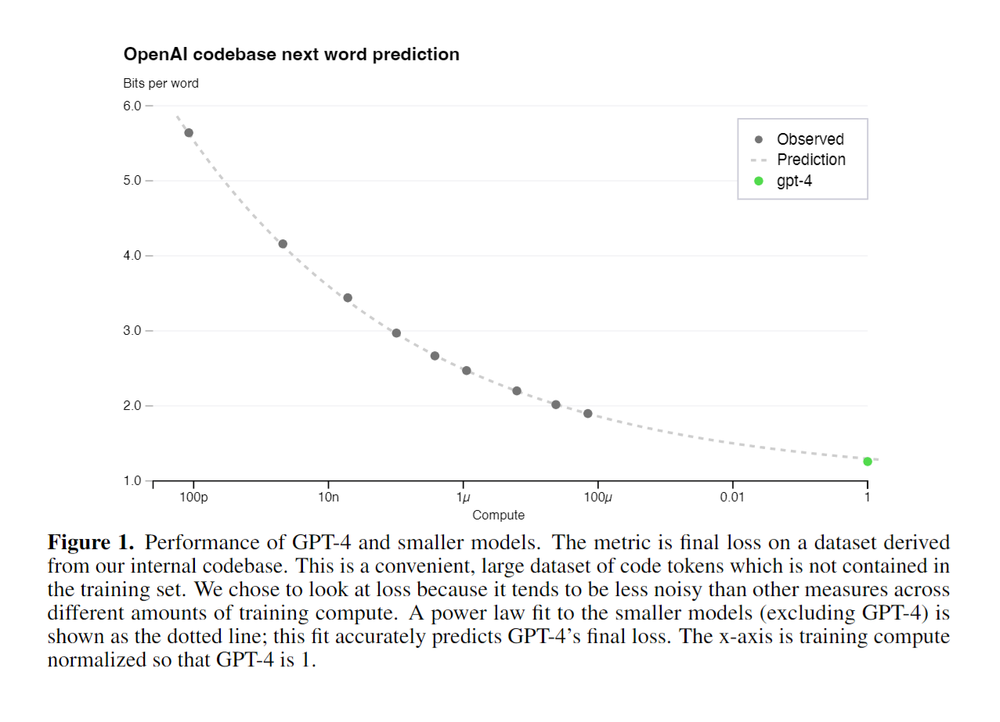 OpenAI codebase next word prediction
Bits per word
6.0
5.0
4.0
3.0
2.0
1.0
Observed
Prediction
gpt-4
100p
10n
1µ
100µ
0.01
1
Compute
Figure 1. Performance of GPT-4 and smaller models. The metric is final loss on a dataset derived
from our internal codebase. This is a convenient, large dataset of code tokens which is not contained in
the training set. We chose to look at loss because it tends to be less noisy than other measures across
different amounts of training compute. A power law fit to the smaller models (excluding GPT-4) is
shown as the dotted line; this fit accurately predicts GPT-4’s final loss. The x-axis is training compute
normalized so that GPT-4 is 1.